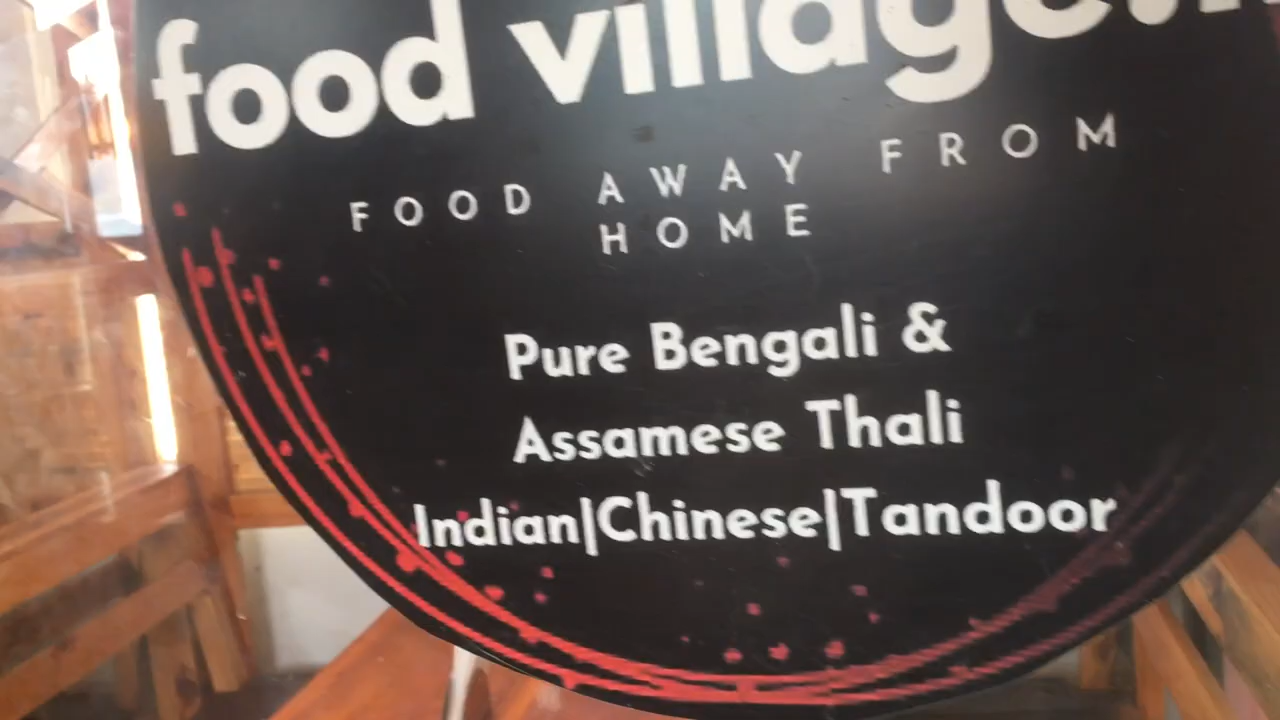 food village
FOOD AWAY FROM
HOME
Pure Bengali &
Assamese Thali
Indian|Chinese|Tandoor